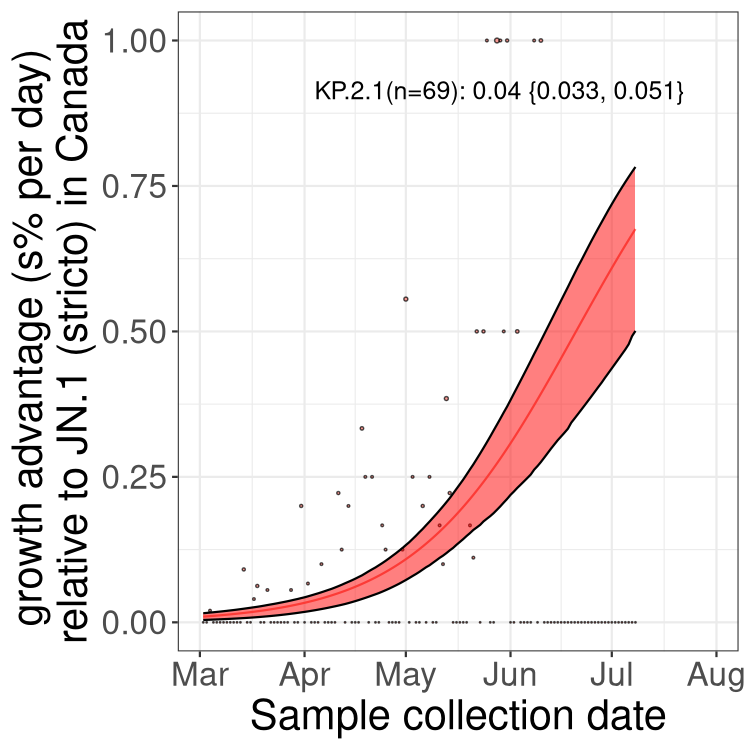 growth advantage (s% per day)
relative to JN.1 (stricto) in Canada
1.00
0.75
0.50
0.25
0.00
KP.2.1(n=69): 0.04 {0.033, 0.051}
Mar Apr May Jun Jul Aug
Sample collection date